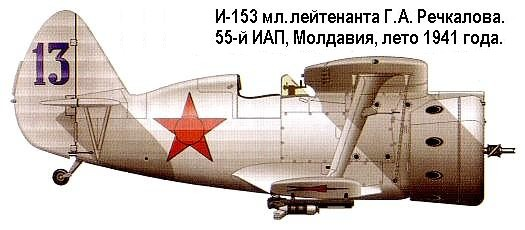 И-153 мл.лейтенанта Г.А. Речкалова.
55-й ИАП, Молдавия, лето 1941 года.
13